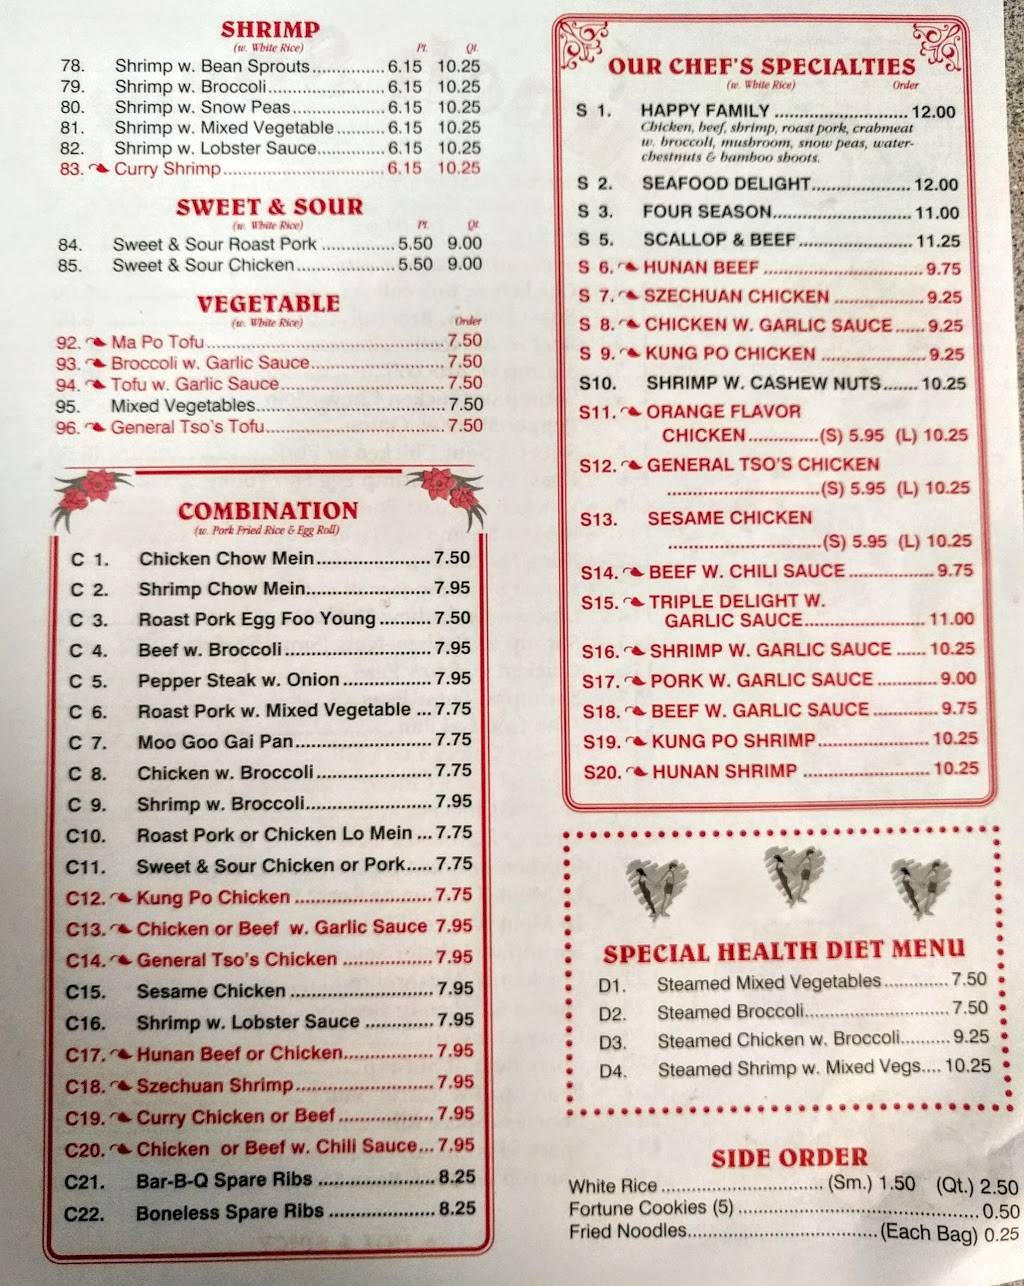 SHRIMP
(w. White Rice) Pt. Qt.
78. Shrimp w. Bean Sprouts............... 6.15 10.25
79. Shrimp w. Broccoli....................... 6.15 10.25
80. Shrimp w. Snow Peas.................. 6.15 10.25
81. Shrimp w. Mixed Vegetable.......... 6.15 10.25
82. Shrimp w. Lobster Sauce.............. 6.15 10.25
83. Curry Shrimp................................ 6.15 10.25
SWEET & SOUR
(w. White Rice) Pt. Qt.
84. Sweet & Sour Roast Pork ............... 5.50 9.00
85. Sweet & Sour Chicken.................... 5.50 9.00
VEGETABLE
(w. White Rice) Order
92. Ma Po Tofu................................................ 7.50
93. Broccoli w. Garlic Sauce........................... 7.50
94. Tofu w. Garlic Sauce................................. 7.50
95. Mixed Vegetables...................................... 7.50
96. General Tso's Tofu.................................... 7.50
COMBINATION
(w. Pork Fried Rice & Egg Roll)
C 1. Chicken Chow Mein.................... 7.50
C 2. Shrimp Chow Mein...................... 7.95
C 3. Roast Pork Egg Foo Young ......... 7.50
C 4. Beef w. Broccoli.......................... 7.95
C 5. Pepper Steak w. Onion ................ 7.95
C 6. Roast Pork w. Mixed Vegetable ... 7.75
C 7. Moo Goo Gai Pan........................ 7.75
C 8. Chicken w. Broccoli.................... 7.75
C 9. Shrimp w. Broccoli...................... 7.95
C10. Roast Pork or Chicken Lo Mein ... 7.75
C11. Sweet & Sour Chicken or Pork..... 7.75
C12. Kung Po Chicken ........................ 7.75
C13. Chicken or Beef w. Garlic Sauce 7.95
C14. General Tso's Chicken ................ 7.95
C15. Sesame Chicken ......................... 7.95
C16. Shrimp w. Lobster Sauce ............ 7.95
C17. Hunan Beef or Chicken................ 7.95
C18. Szechuan Shrimp........................ 7.95
C19. Curry Chicken or Beef ................. 7.95
C20. Chicken or Beef w. Chili Sauce... 7.95
C21. Bar-B-Q Spare Ribs .................... 8.25
C22. Boneless Spare Ribs ................... 8.25
OUR CHEF'S SPECIALTIES
(w. White Rice) Order
S 1. HAPPY FAMILY ........................... 12.00
Chicken, beef, shrimp, roast pork, crabmeat
w. broccoli, mushroom, snow peas, water-
chestnuts & bamboo shoots.
S 2. SEAFOOD DELIGHT.................... 12.00
S 3. FOUR SEASON............................ 11.00
S 5. SCALLOP & BEEF ....................... 11.25
S 6. HUNAN BEEF ................................ 9.75
S 7. SZECHUAN CHICKEN .................. 9.25
S 8. CHICKEN W. GARLIC SAUCE ...... 9.25
S 9. KUNG PO CHICKEN ..................... 9.25
S10. SHRIMP W. CASHEW NUTS....... 10.25
S11. ORANGE FLAVOR
CHICKEN..............(S) 5.95 (L) 10.25
S12. GENERAL TSO'S CHICKEN
...............................(S) 5.95 (L) 10.25
S13. SESAME CHICKEN
...............................(S) 5.95 (L) 10.25
S14. BEEF W. CHILI SAUCE ................. 9.75
S15. TRIPLE DELIGHT W.
GARLIC SAUCE......................... 11.00
S16. SHRIMP W. GARLIC SAUCE ...... 10.25
S17. PORK W. GARLIC SAUCE ............ 9.00
S18. BEEF W. GARLIC SAUCE ............. 9.75
S19. KUNG PO SHRIMP....................... 10.25
S20. HUNAN SHRIMP ......................... 10.25
SPECIAL HEALTH DIET MENU
D1. Steamed Mixed Vegetables............. 7.50
D2. Steamed Broccoli............................. 7.50
D3. Steamed Chicken w. Broccoli.......... 9.25
D4. Steamed Shrimp w. Mixed Vegs.... 10.25
SIDE ORDER
White Rice ................................ (Sm.) 1.50 (Qt.) 2.50
Fortune Cookies (5) ................................................ 0.50
Fried Noodles......................................(Each Bag) 0.25